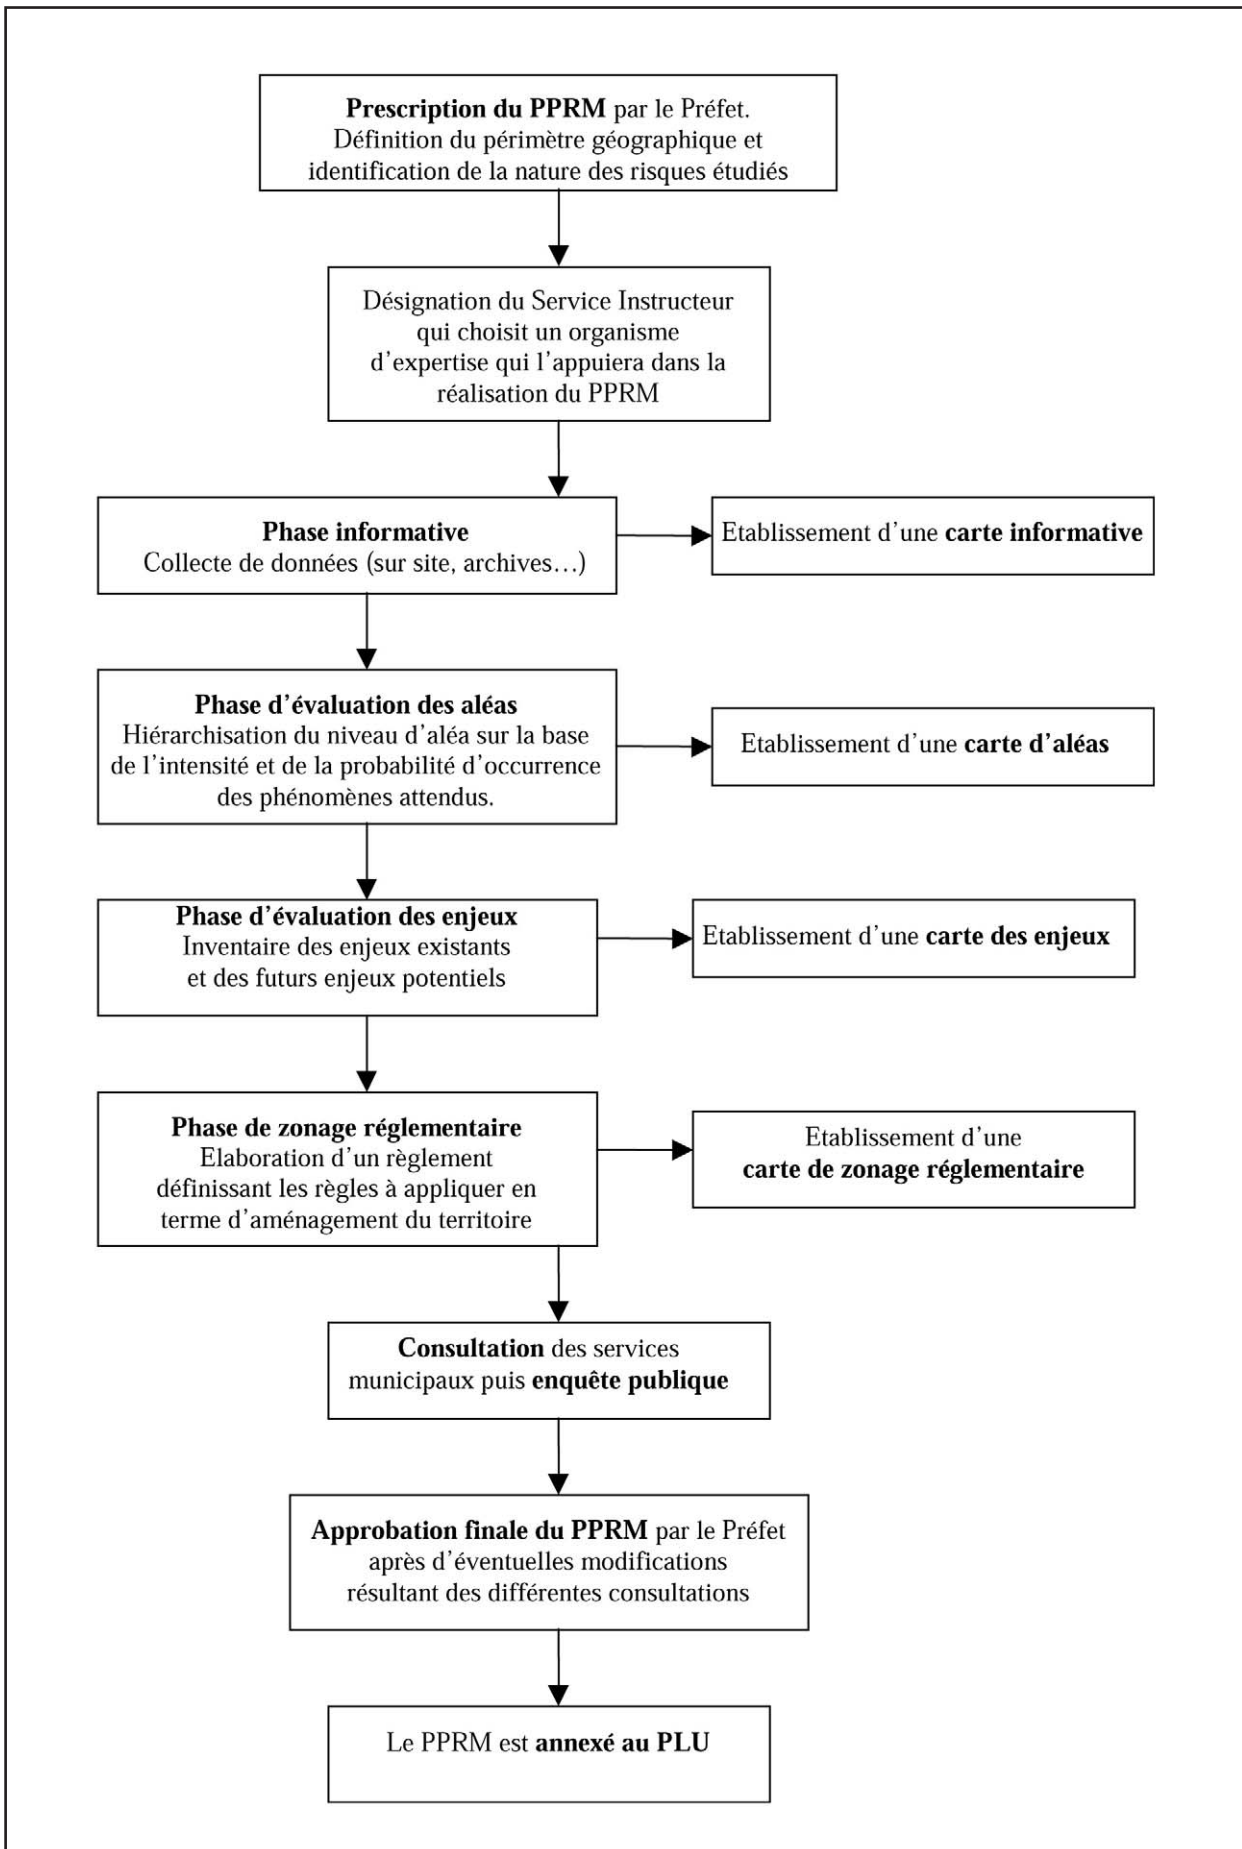 Prescription du PPRM par le Préfet.
Définition du périmètre géographique et
identification de la nature des risques étudiés
Désignation du Service Instructeur
qui choisit un organisme
d’expertise qui l’appuiera dans la
réalisation du PPRM
Phase informative
Collecte de données (sur site, archives…)
Etablissement d’une carte informative
Phase d’évaluation des aléas
Hiérarchisation du niveau d’aléa sur la base
de l’intensité et de la probabilité d’occurrence
des phénomènes attendus.
Etablissement d’une carte d’aléas
Phase d’évaluation des enjeux
Inventaire des enjeux existants
et des futurs enjeux potentiels
Etablissement d’une carte des enjeux
Phase de zonage réglementaire
Elaboration d’un règlement
définissant les règles à appliquer en
terme d’aménagement du territoire
Etablissement d’une
carte de zonage réglementaire
Consultation des services
municipaux puis enquête publique
Approbation finale du PPRM par le Préfet
après d’éventuelles modifications
résultant des différentes consultations
Le PPRM est annexé au PLU